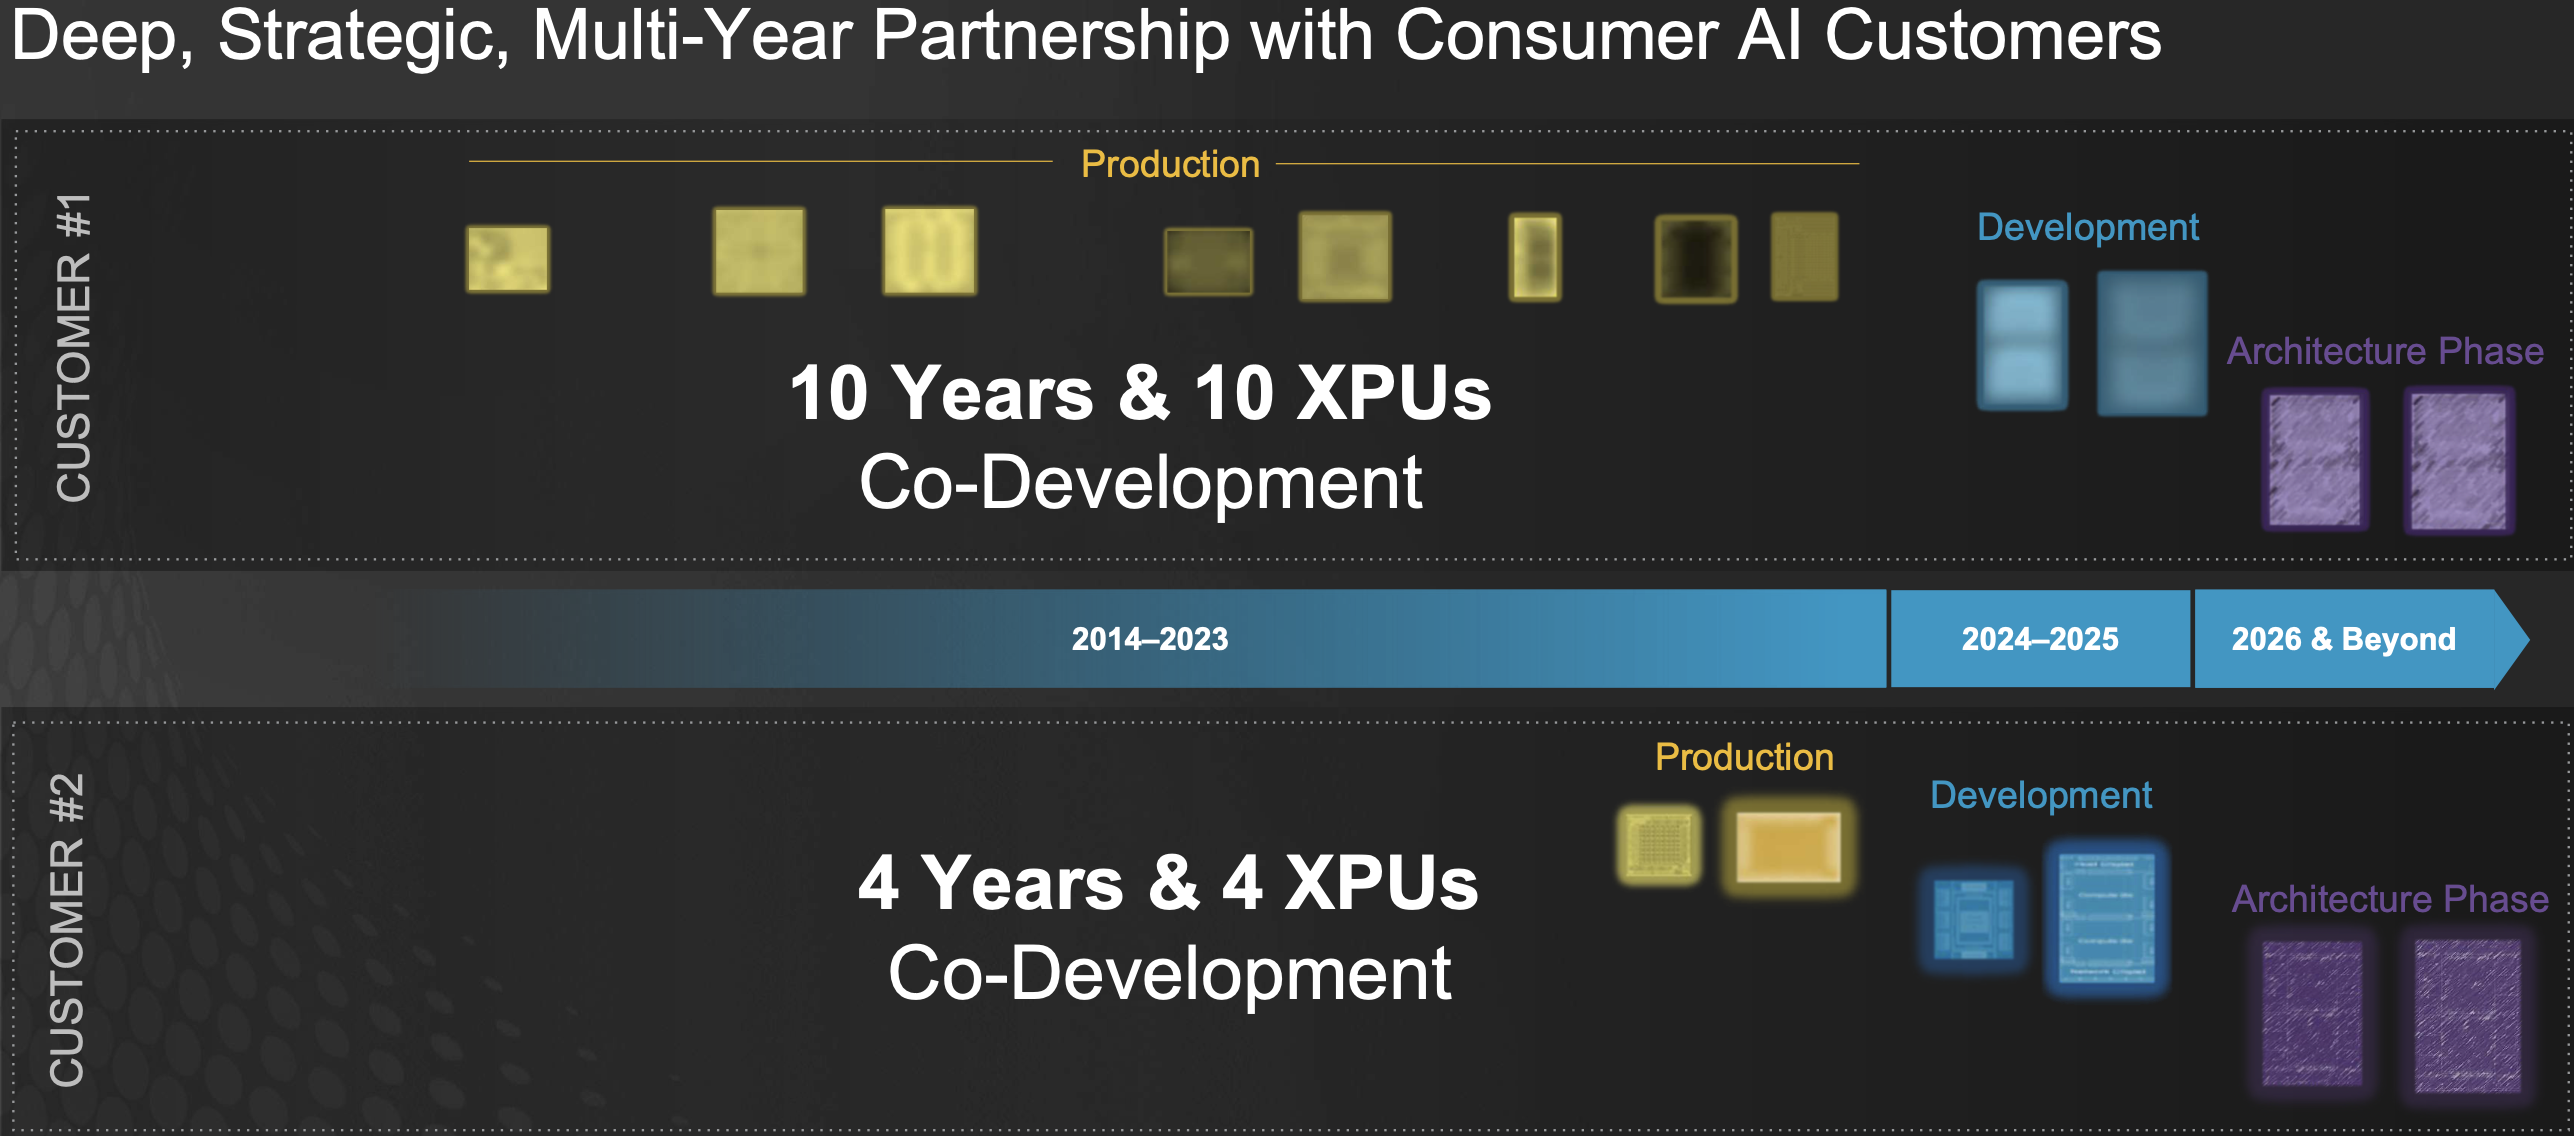 Deep, Strategic, Multi-Year Partnership with Consumer AI Customers
CUSTOMER #1
Production
Development
Architecture Phase
10 Years & 10 XPUs
Co-Development
2014–2023
2024–2025
2026 & Beyond
CUSTOMER #2
Production
Development
Architecture Phase
4 Years & 4 XPUs
Co-Development